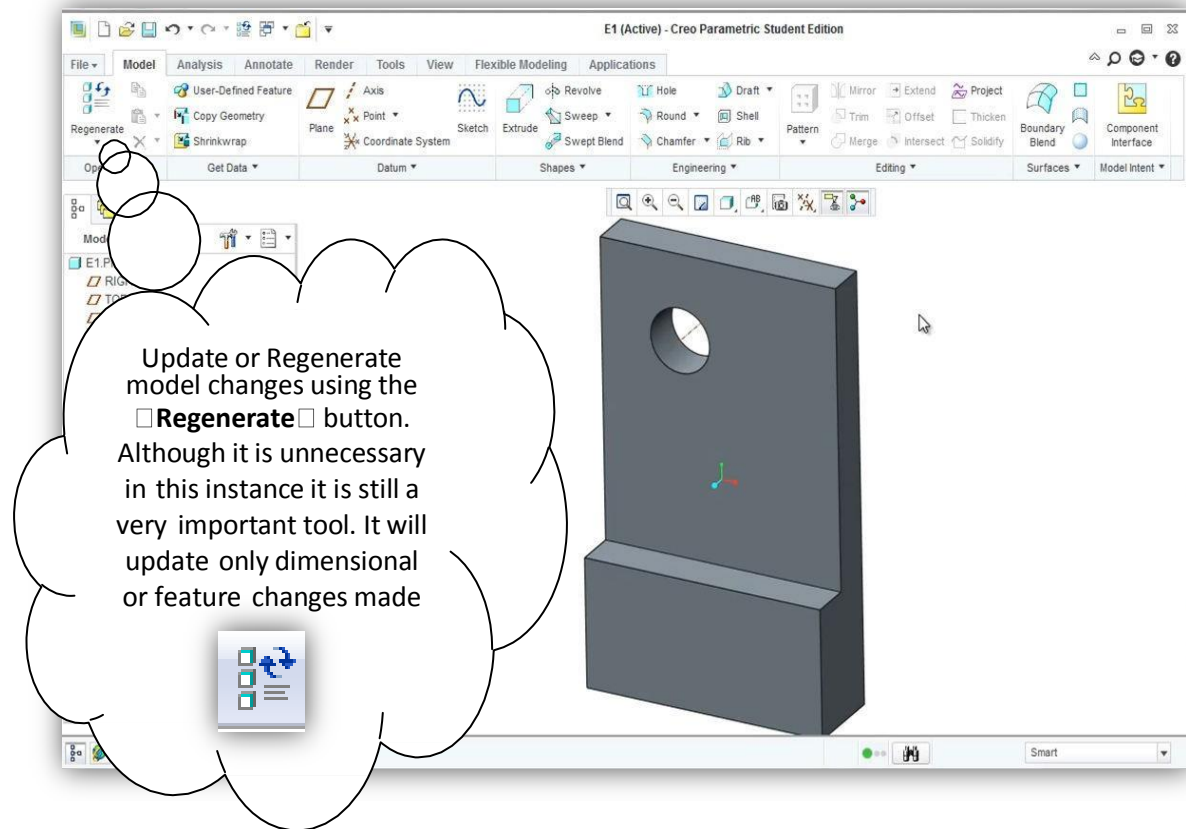 E1 (Active) - Creo Parametric Student Edition
File Model Analysis Annotate Render Tools View Flexible Modeling Applications
User-Defined Feature Axis Revolve Hole Draft Mirror Extend Project
Copy Geometry Point Sweep Round Shell Trim Offset Thicken
Regenerate Plane Sketch Extrude Pattern Boundary Blend Component Interface
Shrinkwrap Coordinate System Swept Blend Chamfer Rib Merge Intersect Solidify
Get Data Datum Shapes Engineering Editing Surfaces Model Intent
E1.P
Update or Regenerate
model changes using the
□Regenerate□ button.
Although it is unnecessary
in this instance it is still a
very important tool. It will
update only dimensional
or feature changes made
Smart